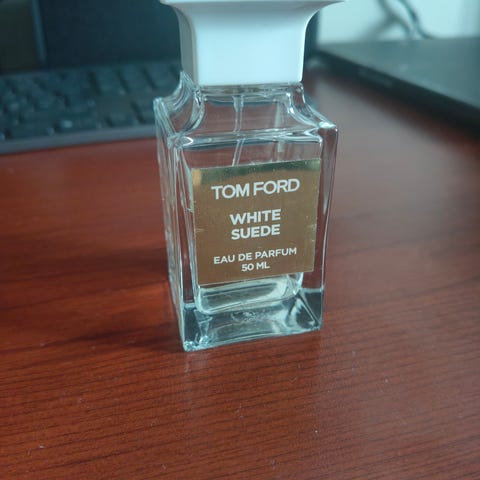 TOM FORD
WHITE
SUEDE
EAU DE PARFUM
50 ML